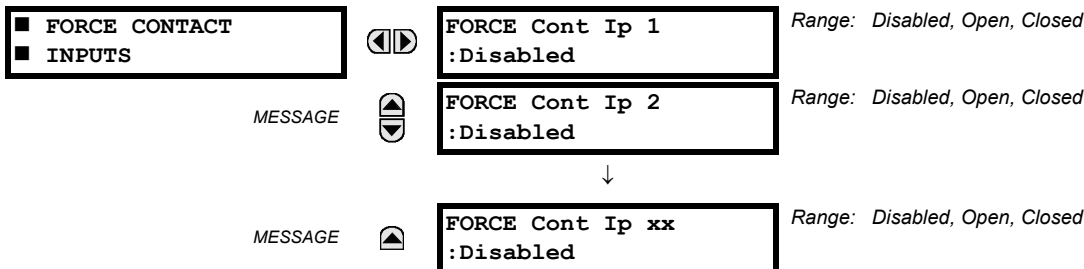 ■ FORCE CONTACT
■ INPUTS
FORCE Cont Ip 1
:Disabled
Range: Disabled, Open, Closed
MESSAGE
FORCE Cont Ip 2
:Disabled
Range: Disabled, Open, Closed
↓
MESSAGE
FORCE Cont Ip xx
:Disabled
Range: Disabled, Open, Closed